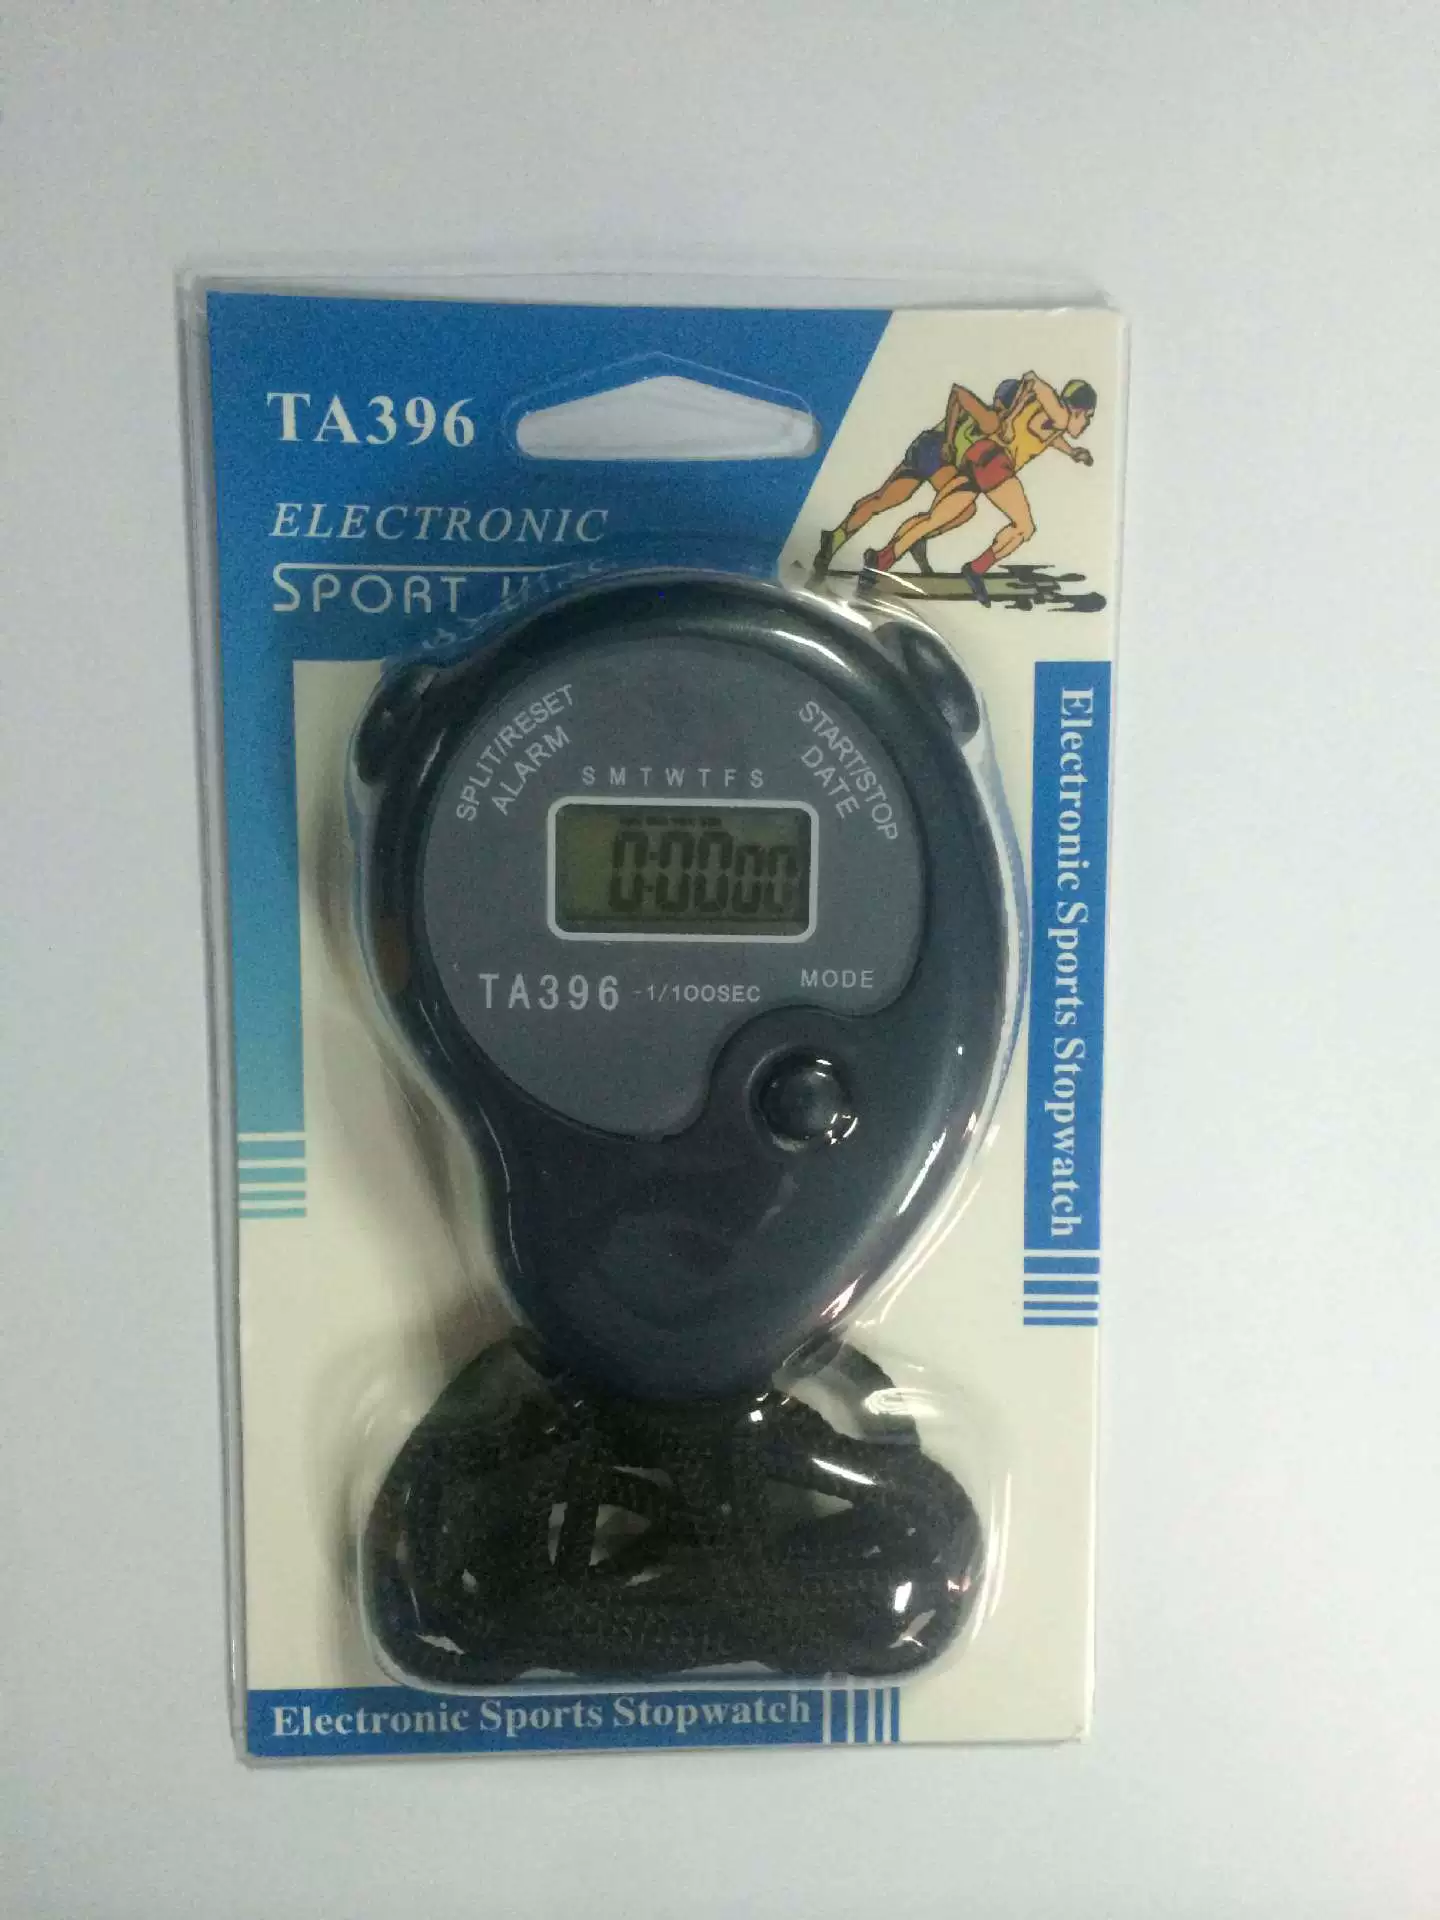 TA396
ELECTRONIC
SPORT
SPLIT/RESET
ALARM
START/STOP
DATE
S M T W T F S
0:0000
TA396 -1/100SEC
MODE
Electronic Sports Stopwatch
Electronic Sports Stopwatch